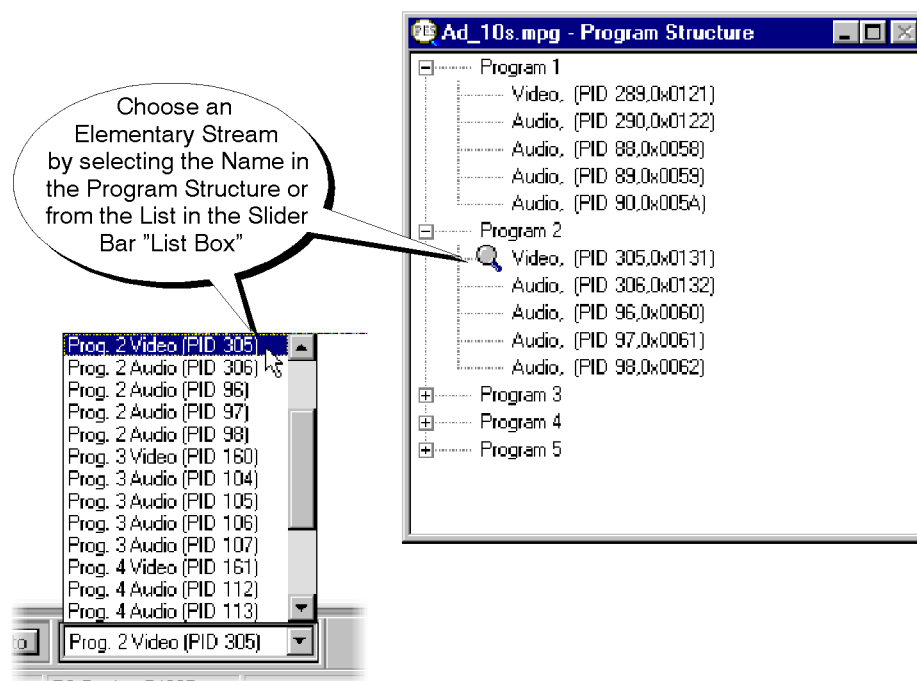 Ad_10s.mpg - Program Structure
Program 1
Video, (PID 289,0x0121)
Audio, (PID 290,0x0122)
Audio, (PID 88,0x0058)
Audio, (PID 89,0x0059)
Audio, (PID 90,0x005A)
Program 2
Video, (PID 305,0x0131)
Audio, (PID 306,0x0132)
Audio, (PID 96,0x0060)
Audio, (PID 97,0x0061)
Audio, (PID 98,0x0062)
Program 3
Program 4
Program 5
Choose an
Elementary Stream
by selecting the Name in
the Program Structure or
from the List in the Slider
Bar ”List Box”
Prog. 2 Video (PID 305)
Prog. 2 Audio (PID 306)
Prog. 2 Audio (PID 96)
Prog. 2 Audio (PID 97)
Prog. 2 Audio (PID 98)
Prog. 3 Video (PID 160)
Prog. 3 Audio (PID 104)
Prog. 3 Audio (PID 105)
Prog. 3 Audio (PID 106)
Prog. 3 Audio (PID 107)
Prog. 4 Video (PID 161)
Prog. 4 Audio (PID 112)
Prog. 4 Audio (PID 113)
Prog. 2 Video (PID 305)